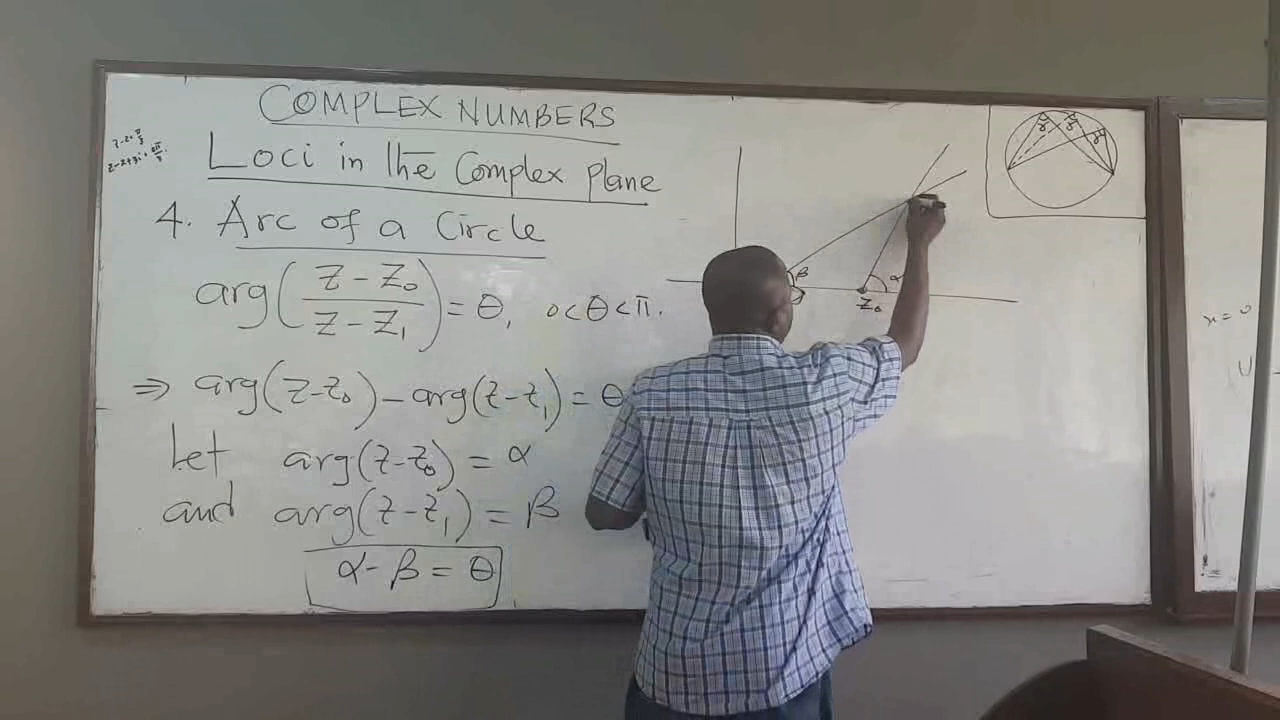 COMPLEX NUMBERS
Loci in the Complex plane
4. Arc of a Circle
arg(z-z₀/z-z₁) = θ, 0<θ<π.
⇒ arg(z-z₀) - arg(z-z₁) = θ
Let arg(z-z₀) = α
and arg(z-z₁) = β
α - β = θ
β
α
z₀
γ γ γ
x = 0
U